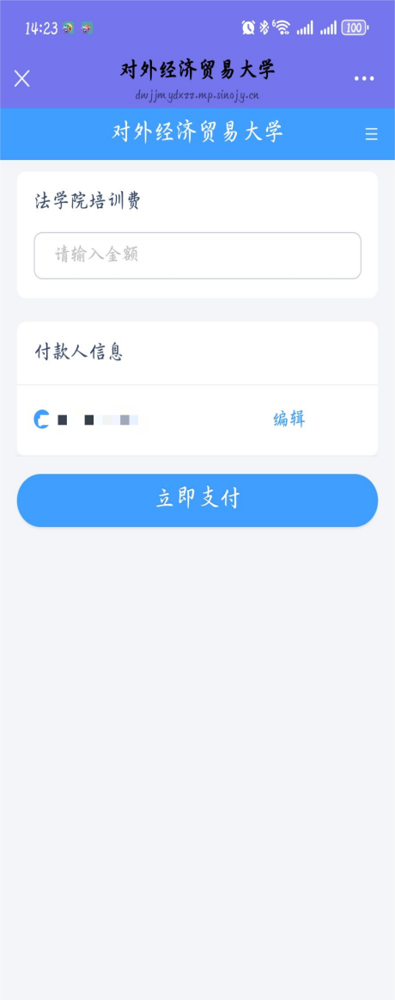 14:23
6
100
对外经济贸易大学
dwjjmydxzz.mp.sinojy.cn
对外经济贸易大学
法学院培训费
请输入金额
付款人信息
编辑
立即支付